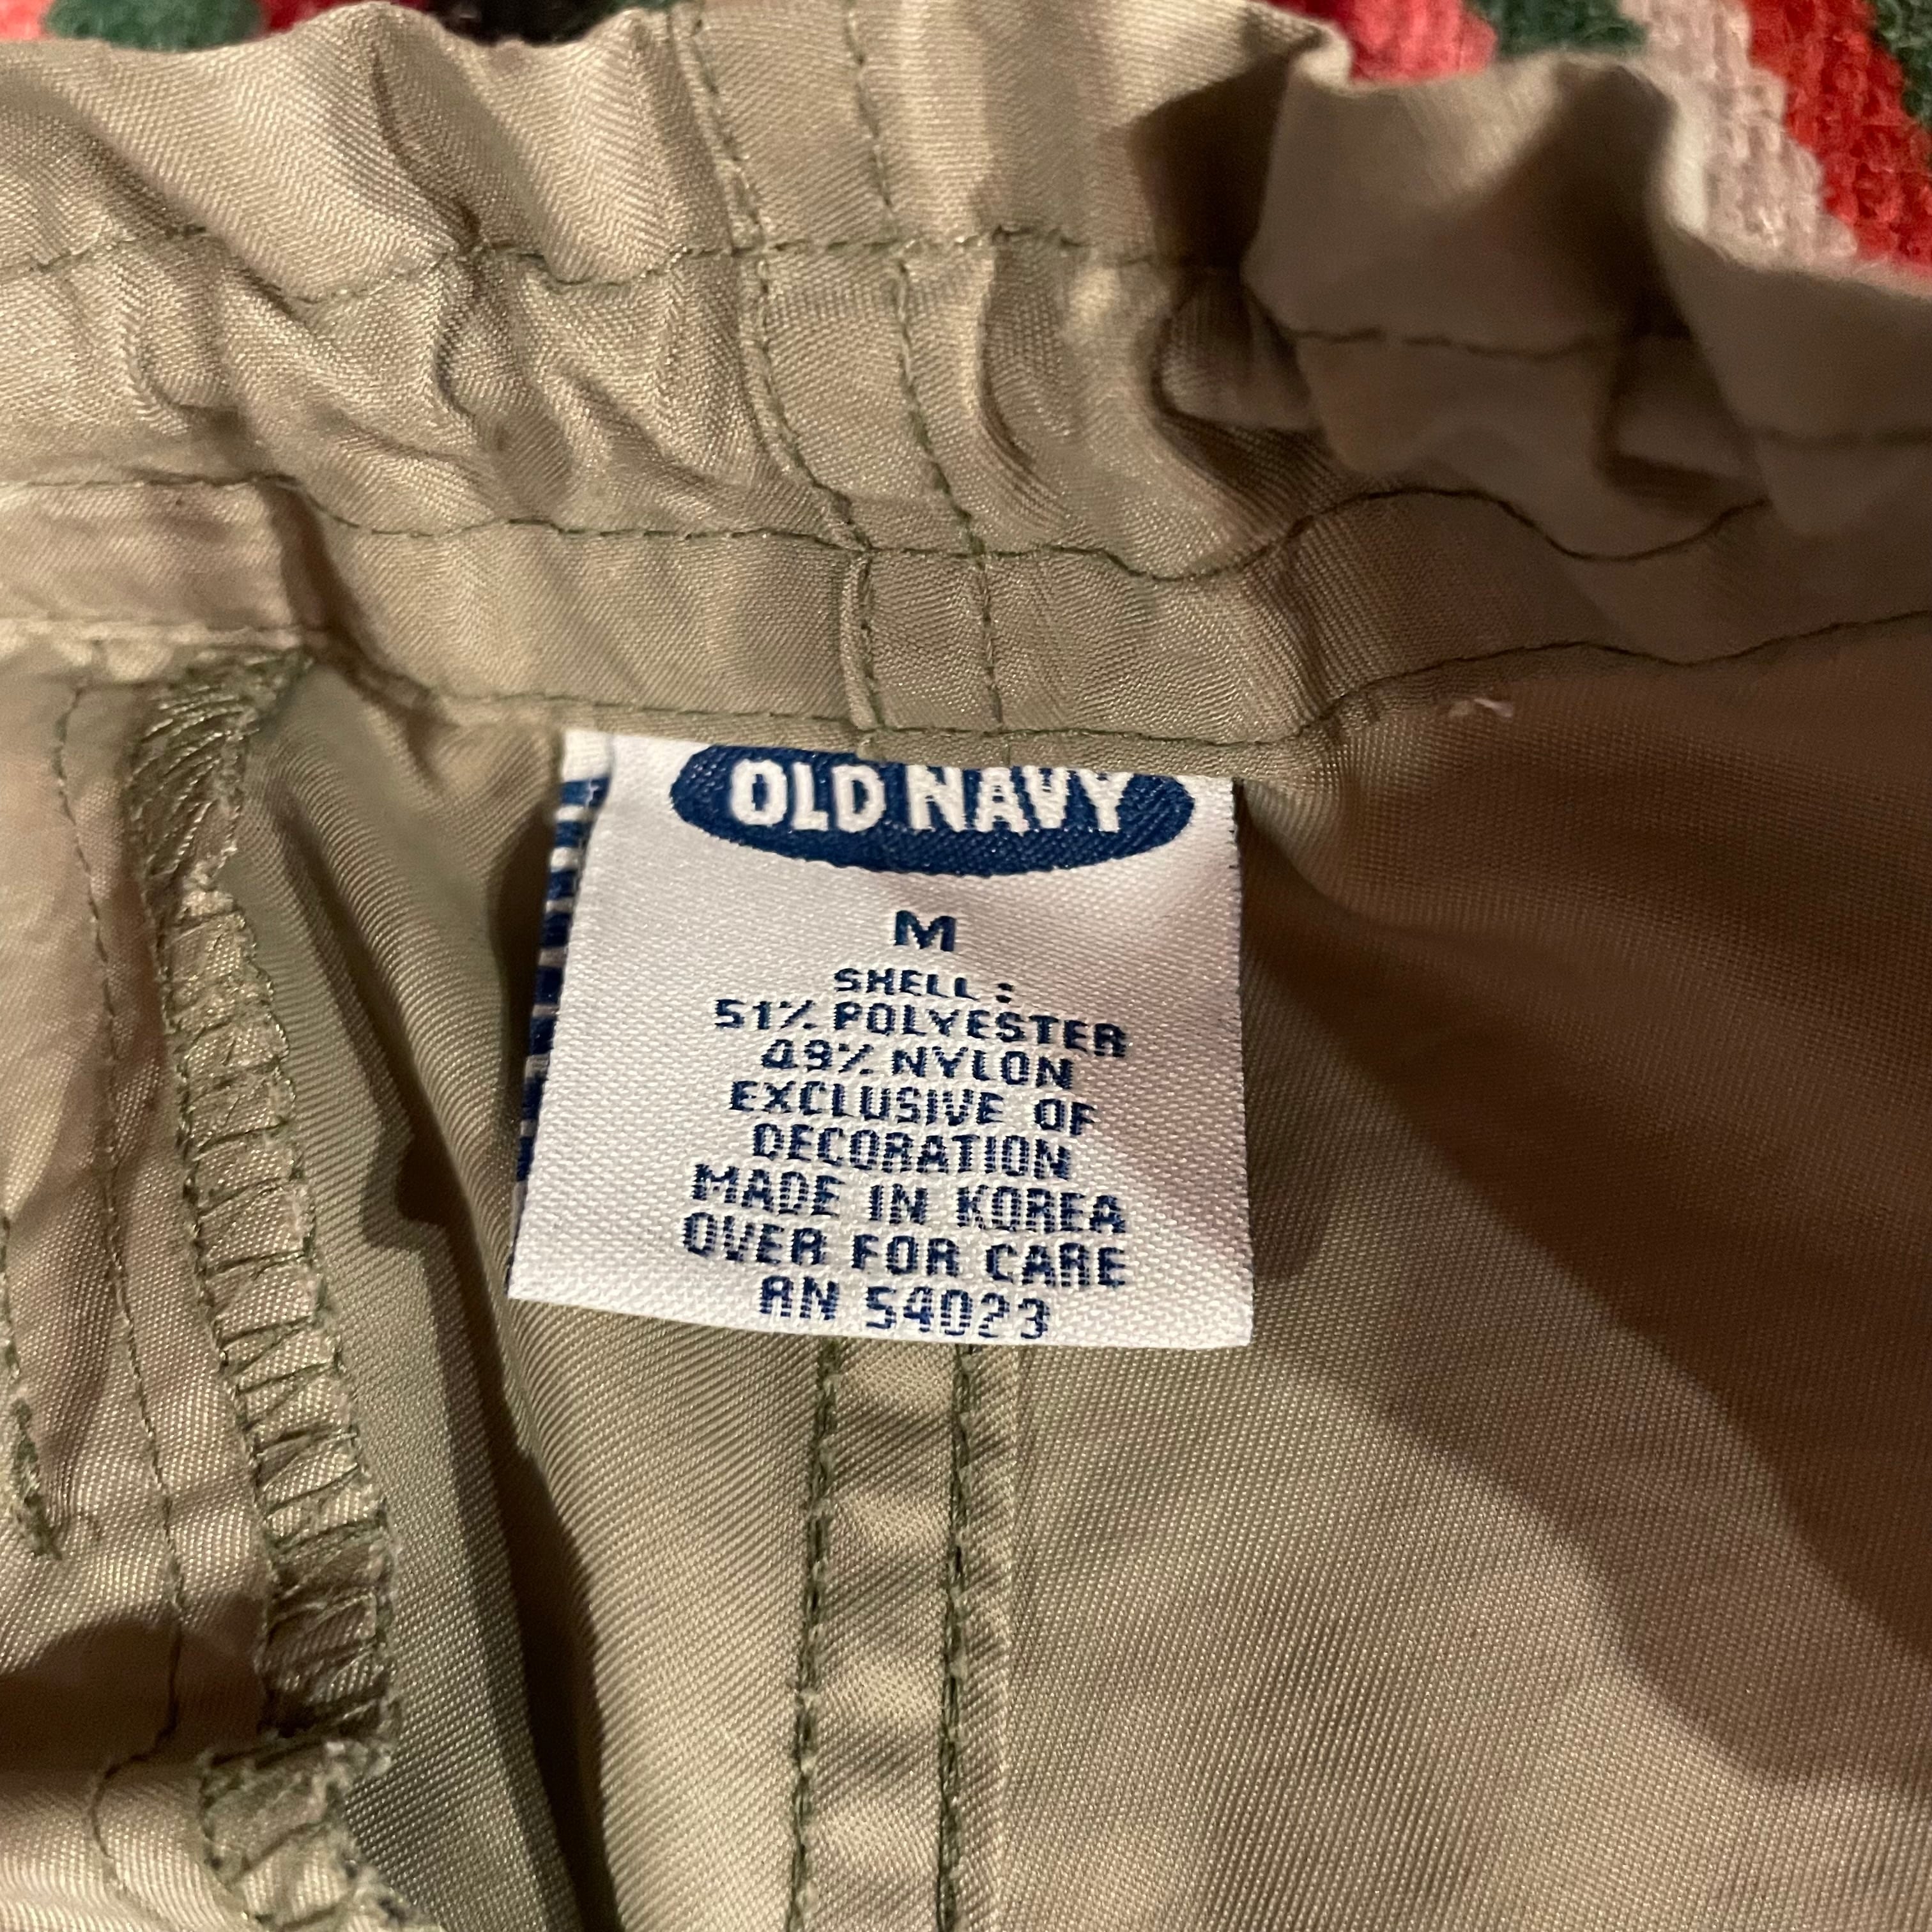 OLD NAVY
M
SHELL:
51% POLYESTER
49% NYLON
EXCLUSIVE OF
DECORATION
MADE IN KOREA
OVER FOR CARE
RN 54023